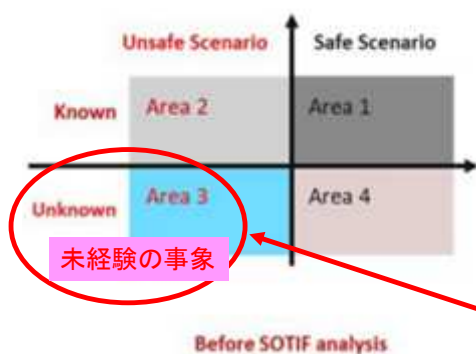 Unsafe Scenario Safe Scenario
Known Area 2 Area 1
Unknown Area 3 Area 4
未経験の事象
Before SOTIF analysis